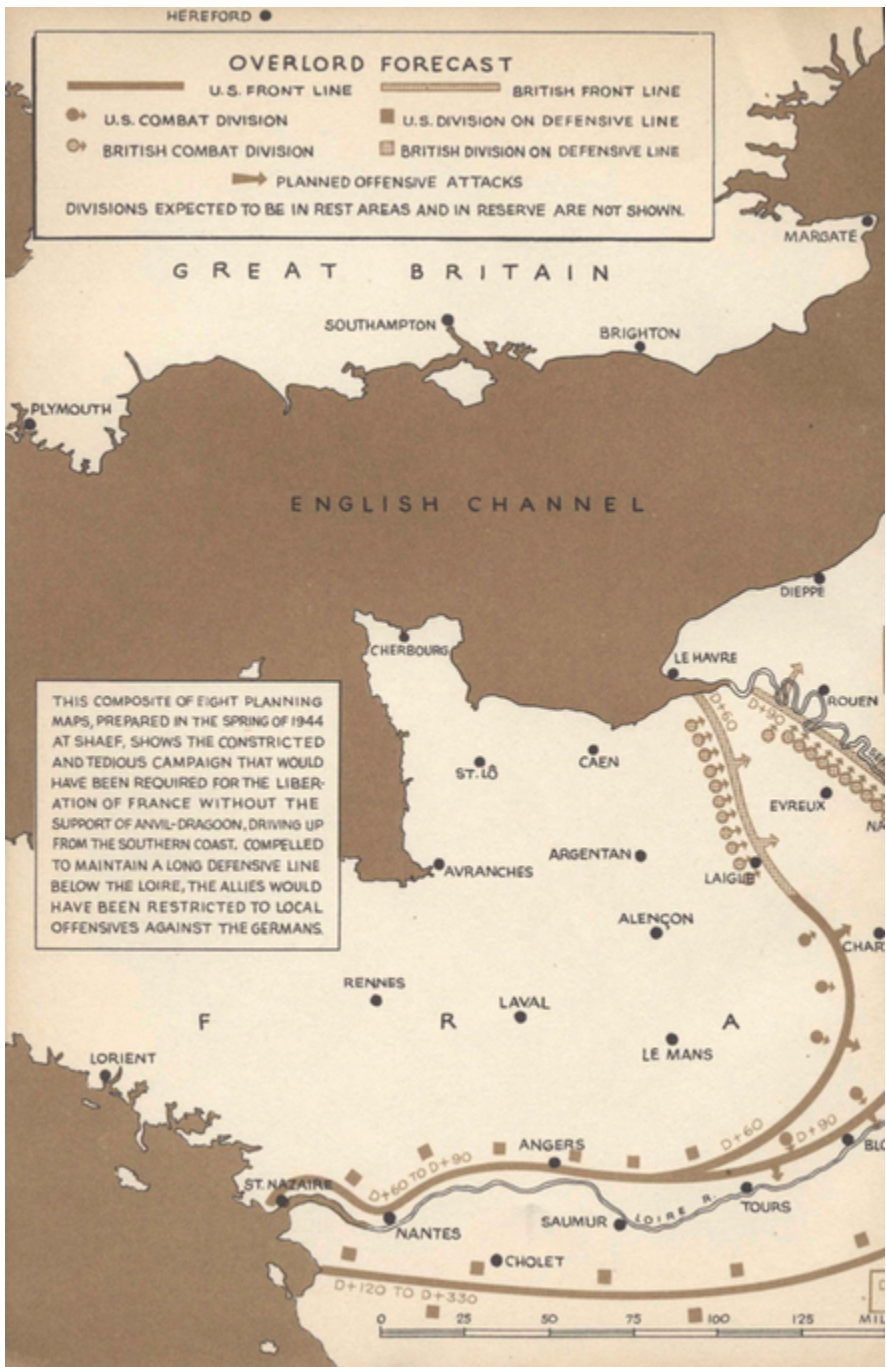 HEREFORD
OVERLORD FORECAST
U.S. FRONT LINE
BRITISH FRONT LINE
U.S. COMBAT DIVISION
U.S. DIVISION ON DEFENSIVE LINE
BRITISH COMBAT DIVISION
BRITISH DIVISION ON DEFENSIVE LINE
PLANNED OFFENSIVE ATTACKS
DIVISIONS EXPECTED TO BE IN REST AREAS AND IN RESERVE ARE NOT SHOWN.
MARGATE
GREAT BRITAIN
SOUTHAMPTON
BRIGHTON
PLYMOUTH
ENGLISH CHANNEL
DIEPPE
CHERBOURG
LE HAVRE
ROUEN
D+60
D+90
THIS COMPOSITE OF EIGHT PLANNING
MAPS, PREPARED IN THE SPRING OF 1944
AT SHAEF, SHOWS THE CONSTRICTED
AND TEDIOUS CAMPAIGN THAT WOULD
HAVE BEEN REQUIRED FOR THE LIBER-
ATION OF FRANCE WITHOUT THE
SUPPORT OF ANVIL-DRAGOON, DRIVING UP
FROM THE SOUTHERN COAST. COMPELLED
TO MAINTAIN A LONG DEFENSIVE LINE
BELOW THE LOIRE, THE ALLIES WOULD
HAVE BEEN RESTRICTED TO LOCAL
OFFENSIVES AGAINST THE GERMANS.
ST. LÔ
CAEN
EVREUX
NA
AVRANCHES
ARGENTAN
LAIGLE
ALENÇON
CHAR
RENNES
LAVAL
F R A
LE MANS
LORIENT
ANGERS
D+60
D+90
BLO
ST. NAZAIRE
D+60 TO D+90
NANTES
SAUMUR
LOIRE R.
TOURS
CHOLET
D+120 TO D+330
0 25 50 75 100 125 MIL